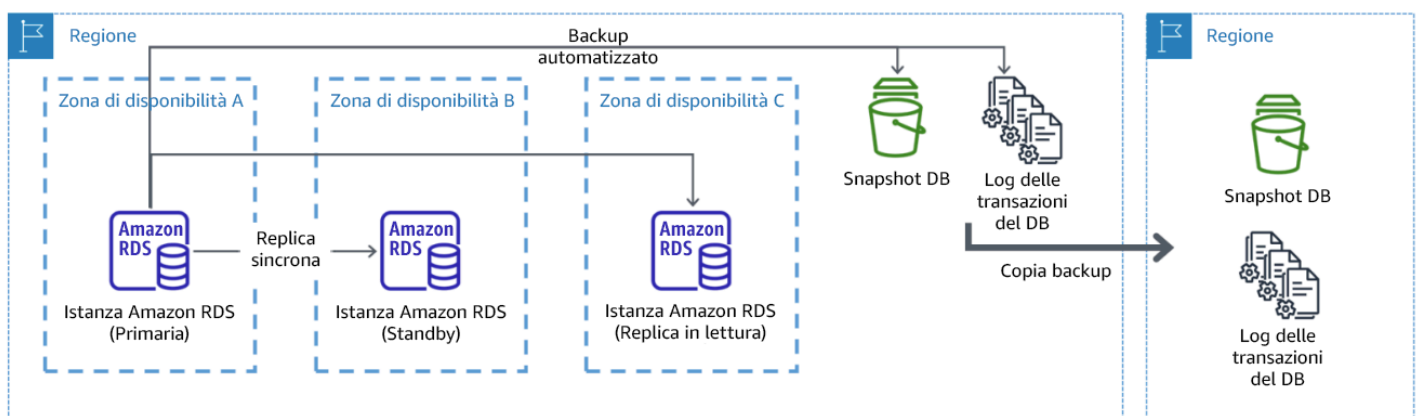 Regione
Backup
automatizzato
Regione
Zona di disponibilità A
Zona di disponibilità B
Zona di disponibilità C
Snapshot DB
Log delle
transazioni
del DB
Snapshot DB
Amazon
RDS
Replica
sincrona
Amazon
RDS
Amazon
RDS
Copia backup
Istanza Amazon RDS
(Primaria)
Istanza Amazon RDS
(Standby)
Istanza Amazon RDS
(Replica in lettura)
Log delle
transazioni
del DB